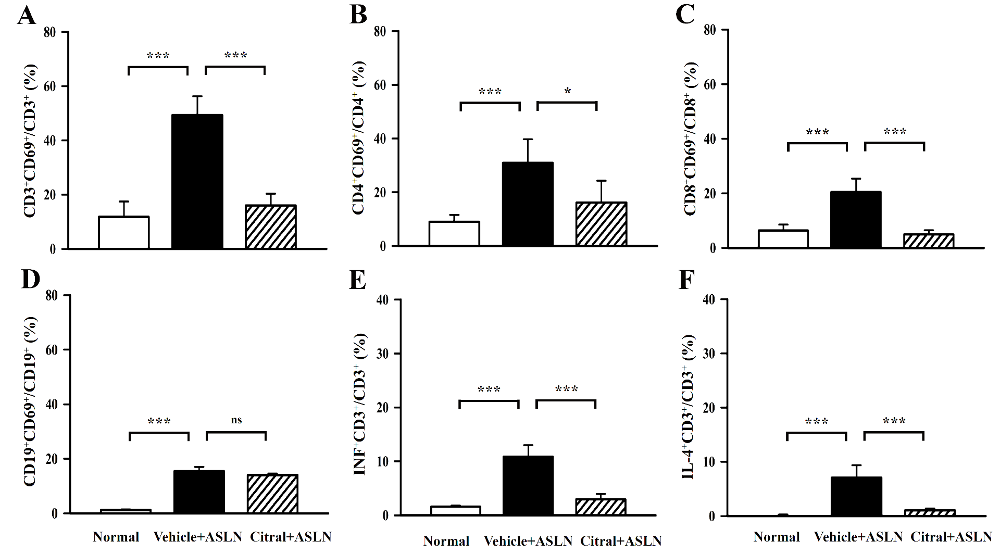 A
CD3⁺CD69⁺/CD3⁺ (%)
80
60
40
20
0
***
***
B
CD4⁺CD69⁺/CD4⁺ (%)
80
60
40
20
0
***
*
C
CD8⁺CD69⁺/CD8⁺ (%)
80
60
40
20
0
***
***
D
CD19⁺CD69⁺/CD19⁺ (%)
80
60
40
20
0
***
ns
Normal Vehicle+ASLN Citral+ASLN
E
INF⁺CD3⁺/CD3⁺ (%)
40
30
20
10
0
***
***
Normal Vehicle+ASLN Citral+ASLN
F
IL-4⁺CD3⁺/CD3⁺ (%)
40
30
20
10
0
***
***
Normal Vehicle+ASLN Citral+ASLN